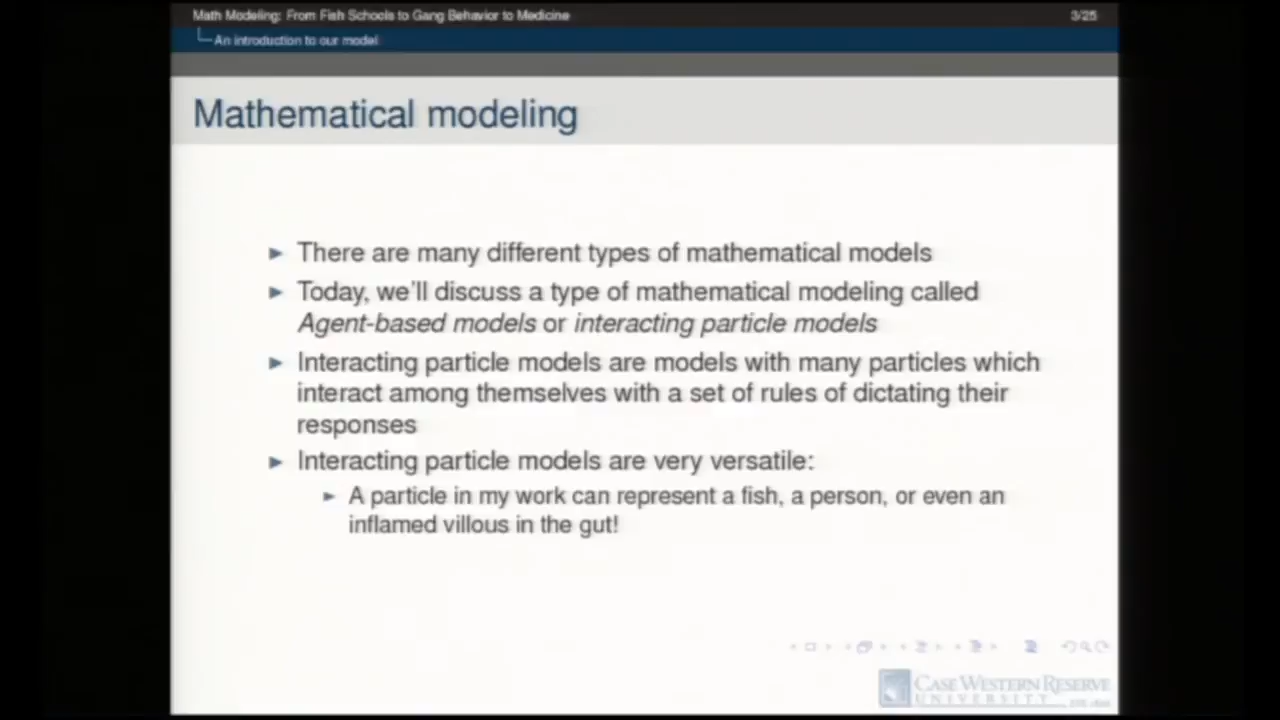 Math Modeling: From Fish Schools to Gang Behavior to Medicine 3/25
An introduction to our model
Mathematical modeling
There are many different types of mathematical models
Today, we'll discuss a type of mathematical modeling called
Agent-based models or interacting particle models
Interacting particle models are models with many particles which
interact among themselves with a set of rules of dictating their
responses
Interacting particle models are very versatile:
A particle in my work can represent a fish, a person, or even an
inflamed villous in the gut!
CASE WESTERN RESERVE
UNIVERSITY